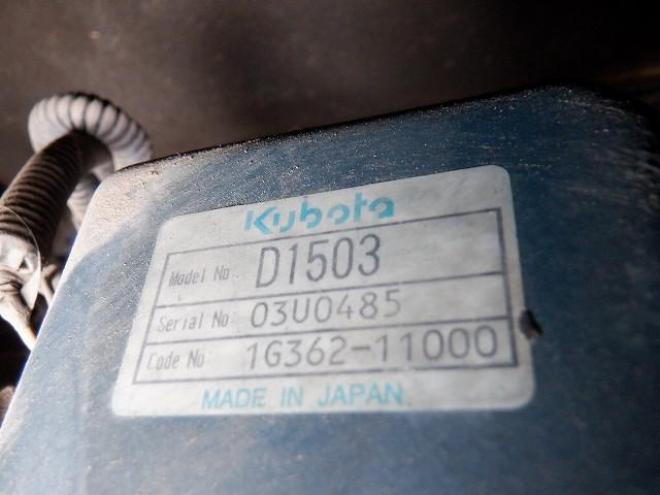 Kubota
Model No. D1503
Serial No. 03U0485
Code No. 1G362-11000
MADE IN JAPAN